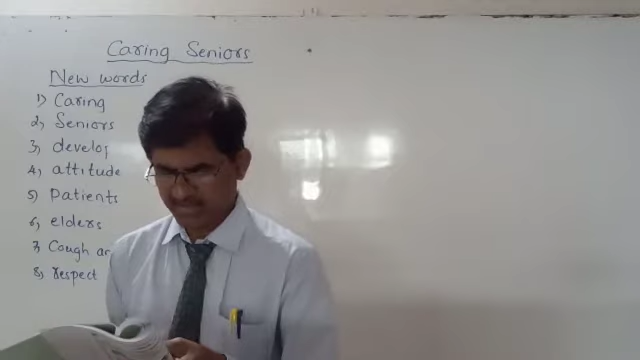 Caring Seniors
New words
1) Caring
2, Seniors
3, develop
4, attitude
5) Patients
6, elders
7, Cough
8, respect